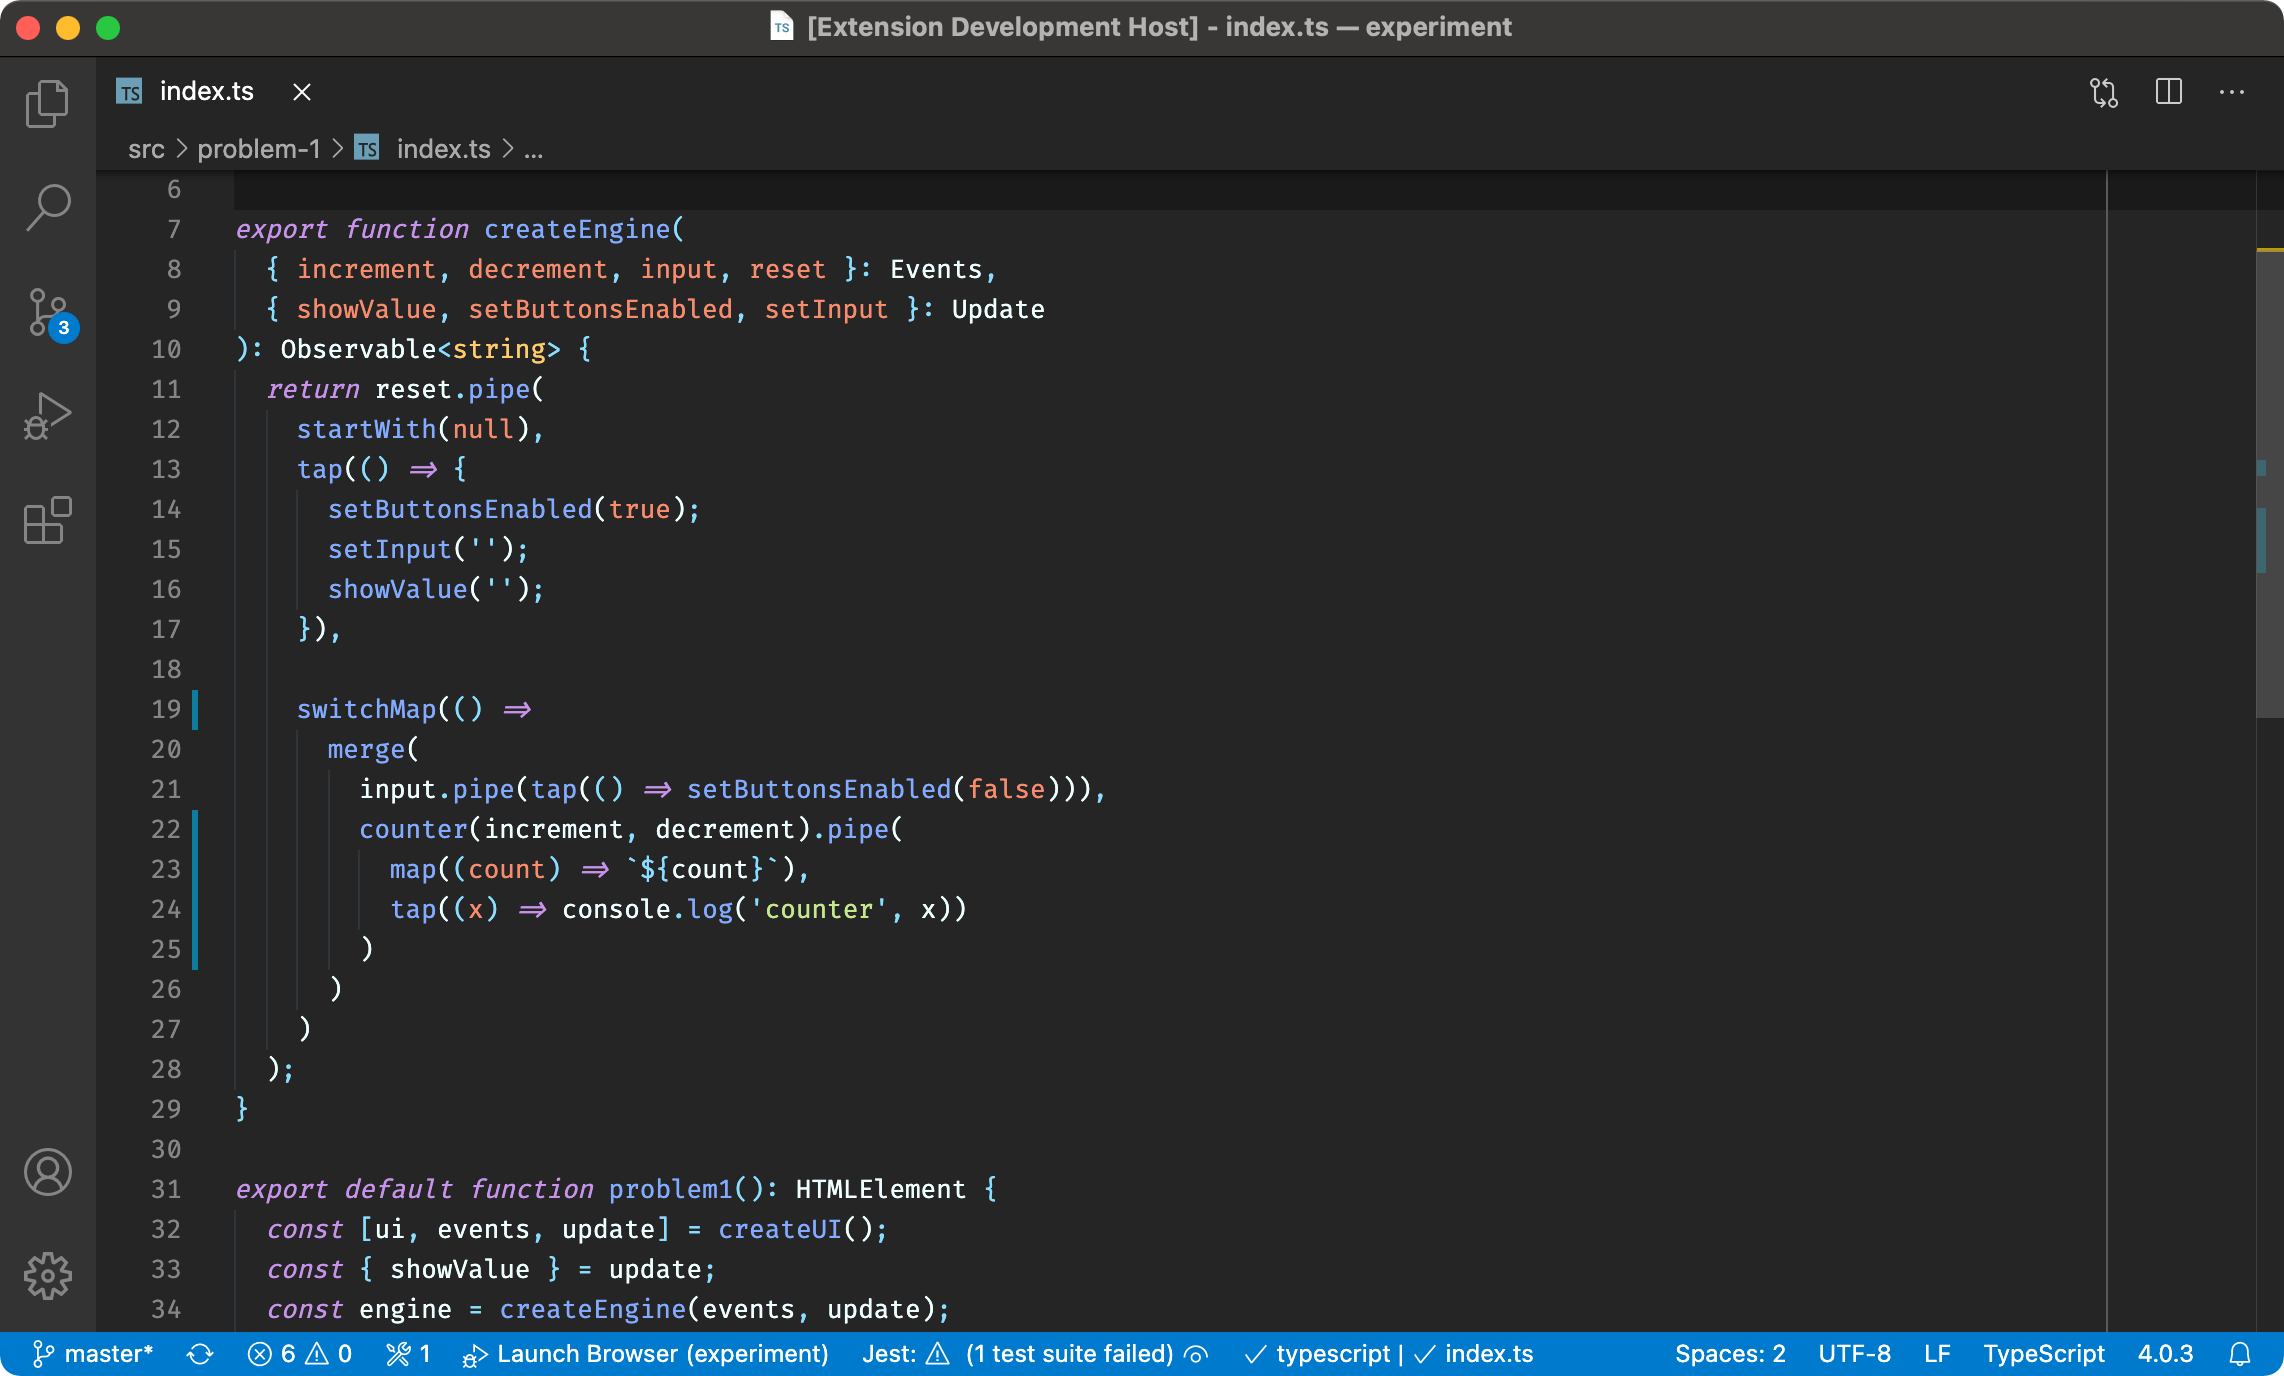 TS [Extension Development Host] - index.ts — experiment
TS index.ts
src > problem-1 > TS index.ts > ...
6
7 export function createEngine(
8   { increment, decrement, input, reset }: Events,
9   { showValue, setButtonsEnabled, setInput }: Update
10 ): Observable<string> {
11   return reset.pipe(
12     startWith(null),
13     tap(() => {
14       setButtonsEnabled(true);
15       setInput('');
16       showValue('');
17     }),
18
19     switchMap(() =>
20       merge(
21         input.pipe(tap(() => setButtonsEnabled(false))),
22         counter(increment, decrement).pipe(
23           map((count) => `${count}`),
24           tap((x) => console.log('counter', x))
25         )
26       )
27     )
28   );
29 }
30
31 export default function problem1(): HTMLElement {
32   const [ui, events, update] = createUI();
33   const { showValue } = update;
34   const engine = createEngine(events, update);
3
master* 6 0 1 Launch Browser (experiment) Jest: (1 test suite failed) typescript | index.ts Spaces: 2 UTF-8 LF TypeScript 4.0.3